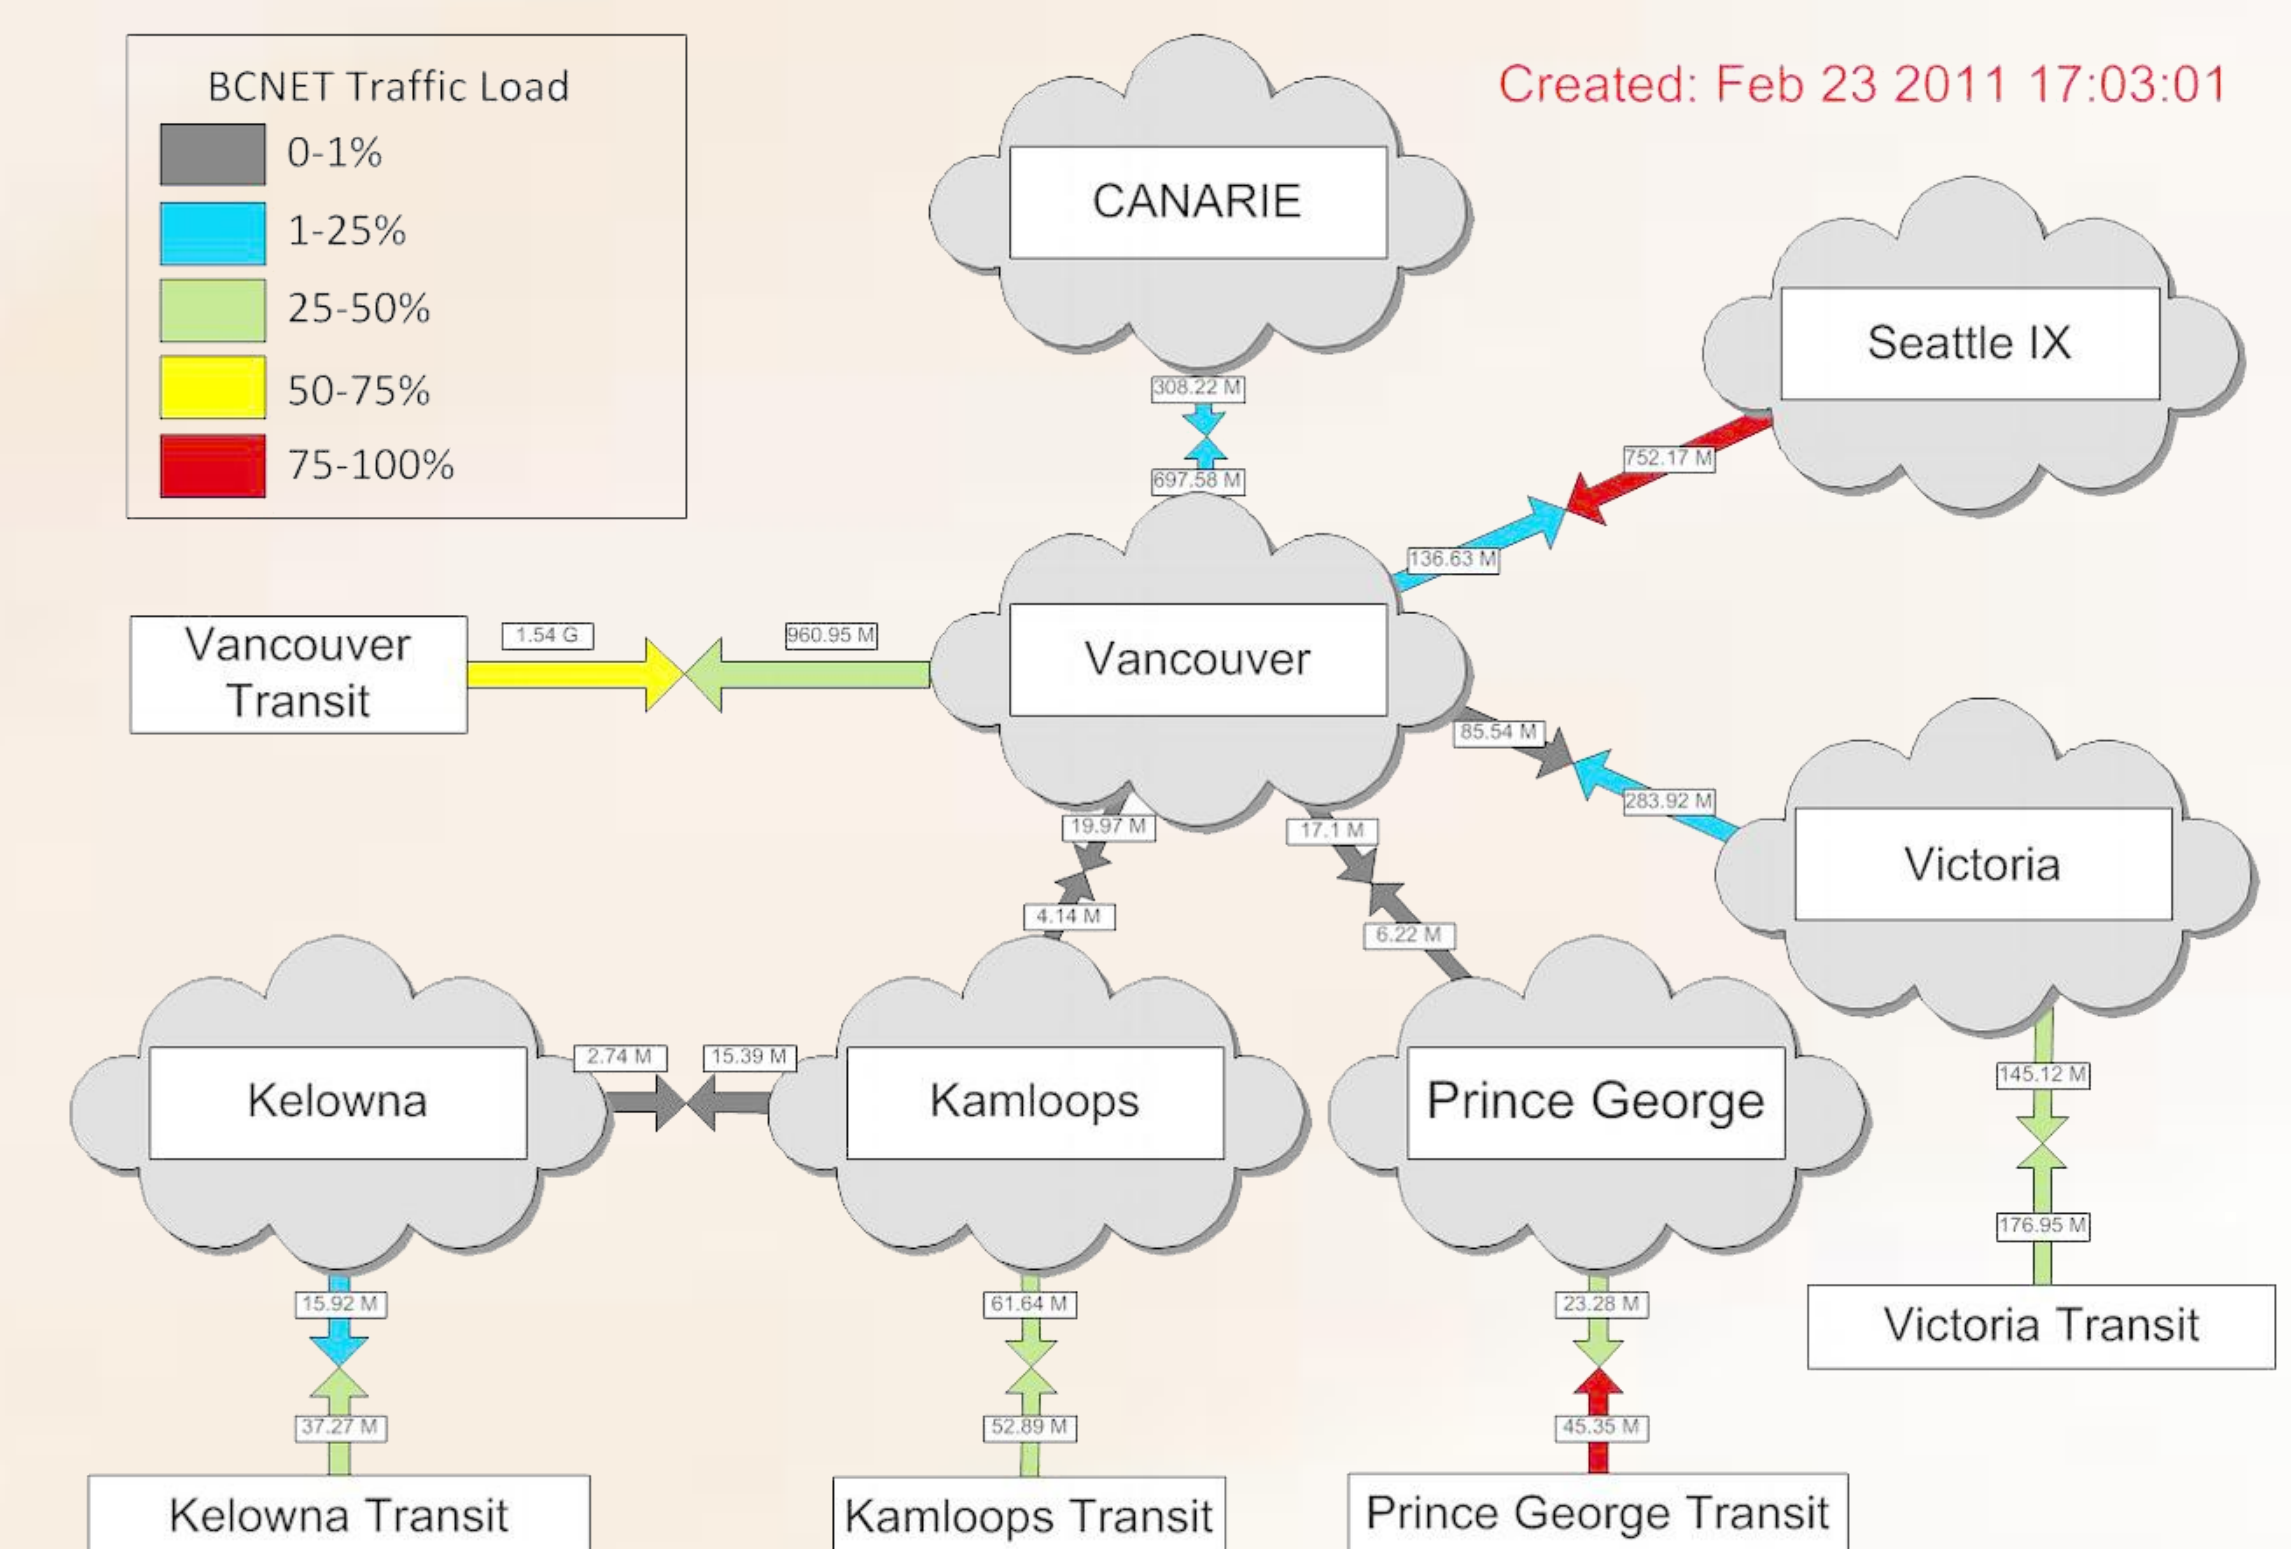 BCNET Traffic Load
0-1%
1-25%
25-50%
50-75%
75-100%
Created: Feb 23 2011 17:03:01
CANARIE
Seattle IX
308.22 M
697.58 M
752.17 M
136.63 M
Vancouver
Transit
1.54 G
960.95 M
Vancouver
85.54 M
283.92 M
Victoria
19.97 M
17.1 M
4.14 M
6.22 M
Kelowna
2.74 M
15.39 M
Kamloops
Prince George
145.12 M
176.95 M
Victoria Transit
15.92 M
61.64 M
23.28 M
37.27 M
52.89 M
45.35 M
Kelowna Transit
Kamloops Transit
Prince George Transit